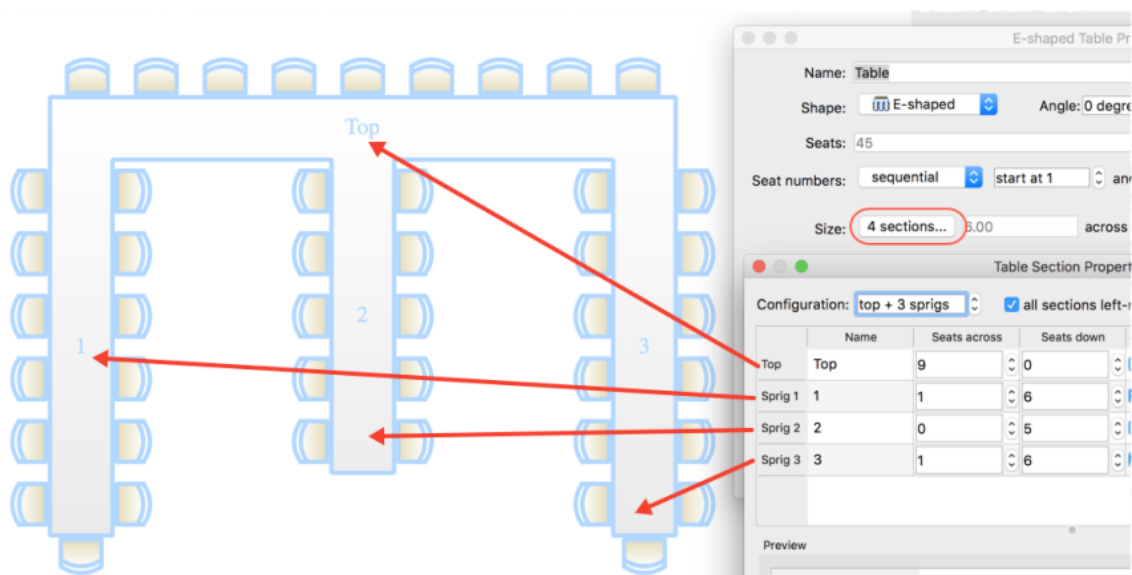 Top
1
2
3
E-shaped Table Pr
Name: Table
Shape: E-shaped Angle: 0 degre
Seats: 45
Seat numbers: sequential start at 1 an
Size: 4 sections... 6.00 across
Table Section Propert
Configuration: top + 3 sprigs all sections left-
Name Seats across Seats down
Top Top 9 0
Sprig 1 1 1 6
Sprig 2 2 0 5
Sprig 3 3 1 6
Preview